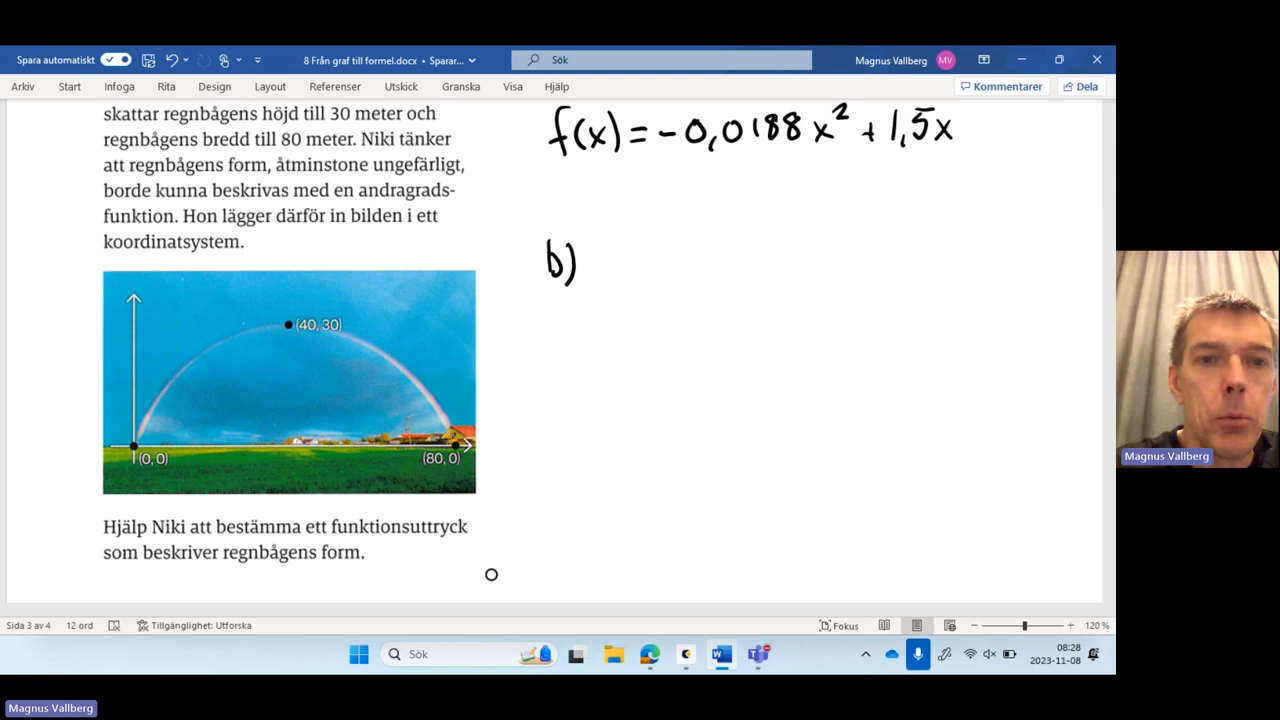 Spara automatiskt
8 Från graf till formel.docx • Sparar...
Sök
Magnus Vallberg
MV
Arkiv Start Infoga Rita Design Layout Referenser Utskick Granska Visa Hjälp
Kommentarer
Dela
skattar regnbågens höjd till 30 meter och
regnbågens bredd till 80 meter. Niki tänker
att regnbågens form, åtminstone ungefärligt,
borde kunna beskrivas med en andragrads-
funktion. Hon lägger därför in bilden i ett
koordinatsystem.
(40, 30)
(0, 0)
(80, 0)
Hjälp Niki att bestämma ett funktionsuttryck
som beskriver regnbågens form.
f(x) = -0,0188x² + 1,5x
b)
Magnus Vallberg
Sida 3 av 4 12 ord Tillgänglighet: Utforska
Fokus
120 %
Sök
08:28
2023-11-08
Magnus Vallberg